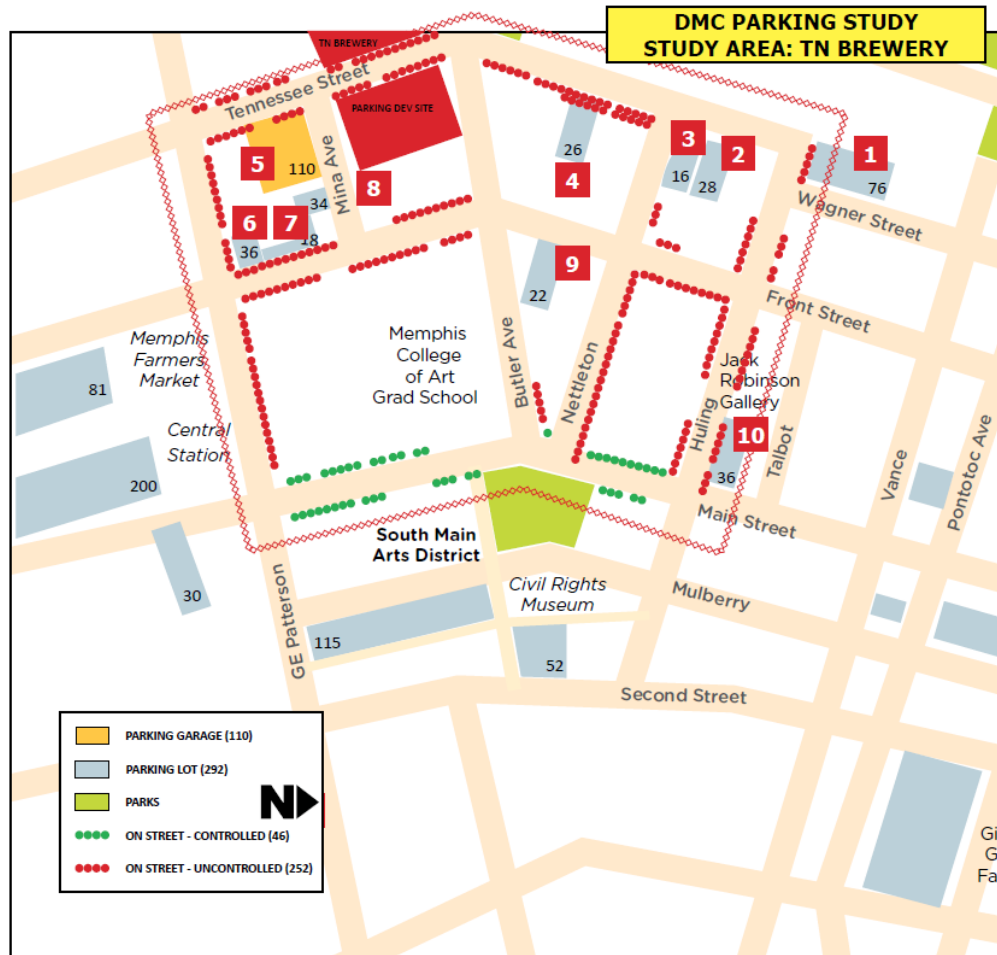 DMC PARKING STUDY
STUDY AREA: TN BREWERY
TN BREWERY
Tennessee Street
PARKING DEV SITE
5
110
Mina Ave
8
34
6
7
18
36
26
4
3
16
2
28
1
76
Wagner Street
9
22
Front Street
Memphis
Farmers
Market
81
Central
Station
200
30
Memphis
College
of Art
Grad School
Butler Ave
Nettleton
Huling
Jack
Robinson
Gallery
10
36
Talbot
Vance
Pontotoc Ave
Main Street
South Main
Arts District
Civil Rights
Museum
Mulberry
GE Patterson
115
52
Second Street
PARKING GARAGE (110)
PARKING LOT (292)
PARKS
ON STREET - CONTROLLED (46)
ON STREET - UNCONTROLLED (252)
N
Gi
G
Fa